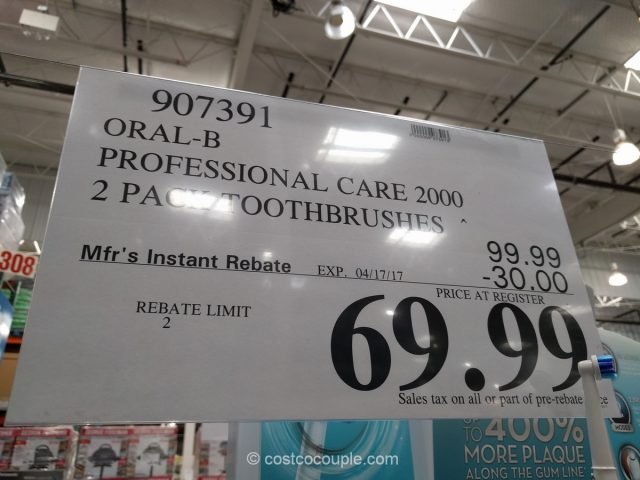 907391
ORAL-B
PROFESSIONAL CARE 2000
2 PACK TOOTHBRUSHES ^
99.99
Mfr's Instant Rebate EXP. 04/17/17 -30.00
PRICE AT REGISTER
REBATE LIMIT
2
69.99
Sales tax on all or part of pre-rebate
308
TO 400%
MORE PLAQUE
ALONG THE GUM LINE
© costcocouple.com